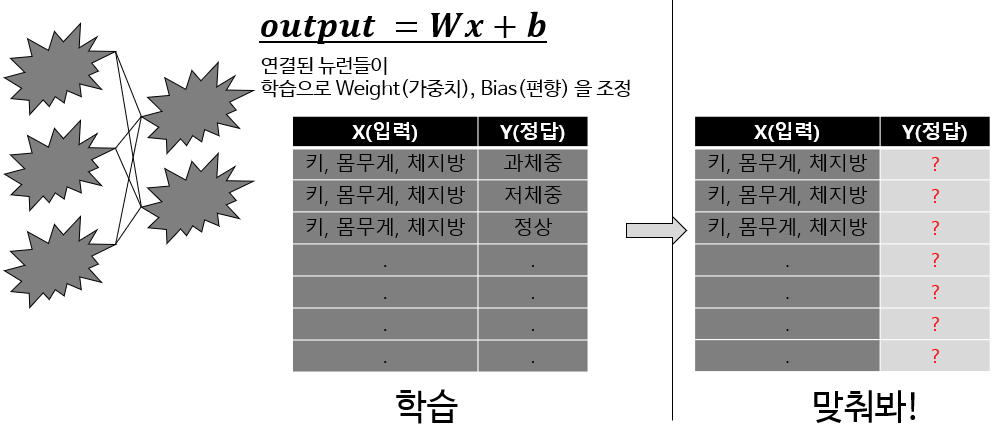 output = Wx + b
연결된 뉴런들이
학습으로 Weight(가중치), Bias(편향) 을 조정
X(입력) Y(정답)
키, 몸무게, 체지방 과체중
키, 몸무게, 체지방 저체중
키, 몸무게, 체지방 정상
. .
. .
. .
. .
학습
X(입력) Y(정답)
키, 몸무게, 체지방 ?
키, 몸무게, 체지방 ?
키, 몸무게, 체지방 ?
. ?
. ?
. ?
. ?
맞춰봐!